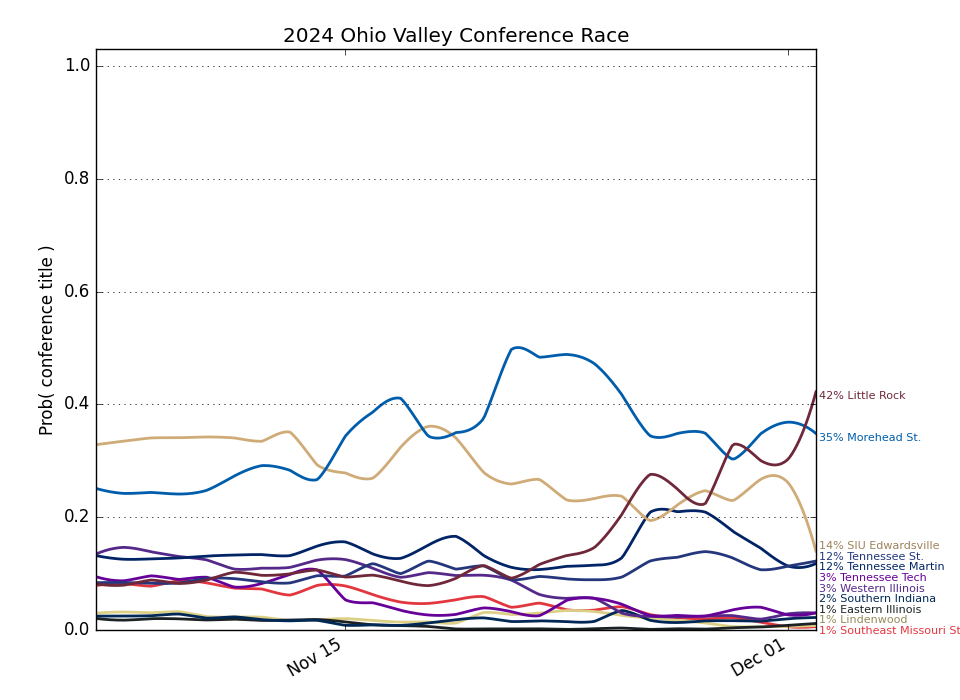 2024 Ohio Valley Conference Race
Prob( conference title )
1.0
0.8
0.6
0.4
0.2
0.0
Nov 15
Dec 01
42% Little Rock
35% Morehead St.
14% SIU Edwardsville
12% Tennessee St.
12% Tennessee Martin
3% Tennessee Tech
3% Western Illinois
2% Southern Indiana
1% Eastern Illinois
1% Lindenwood
1% Southeast Missouri St